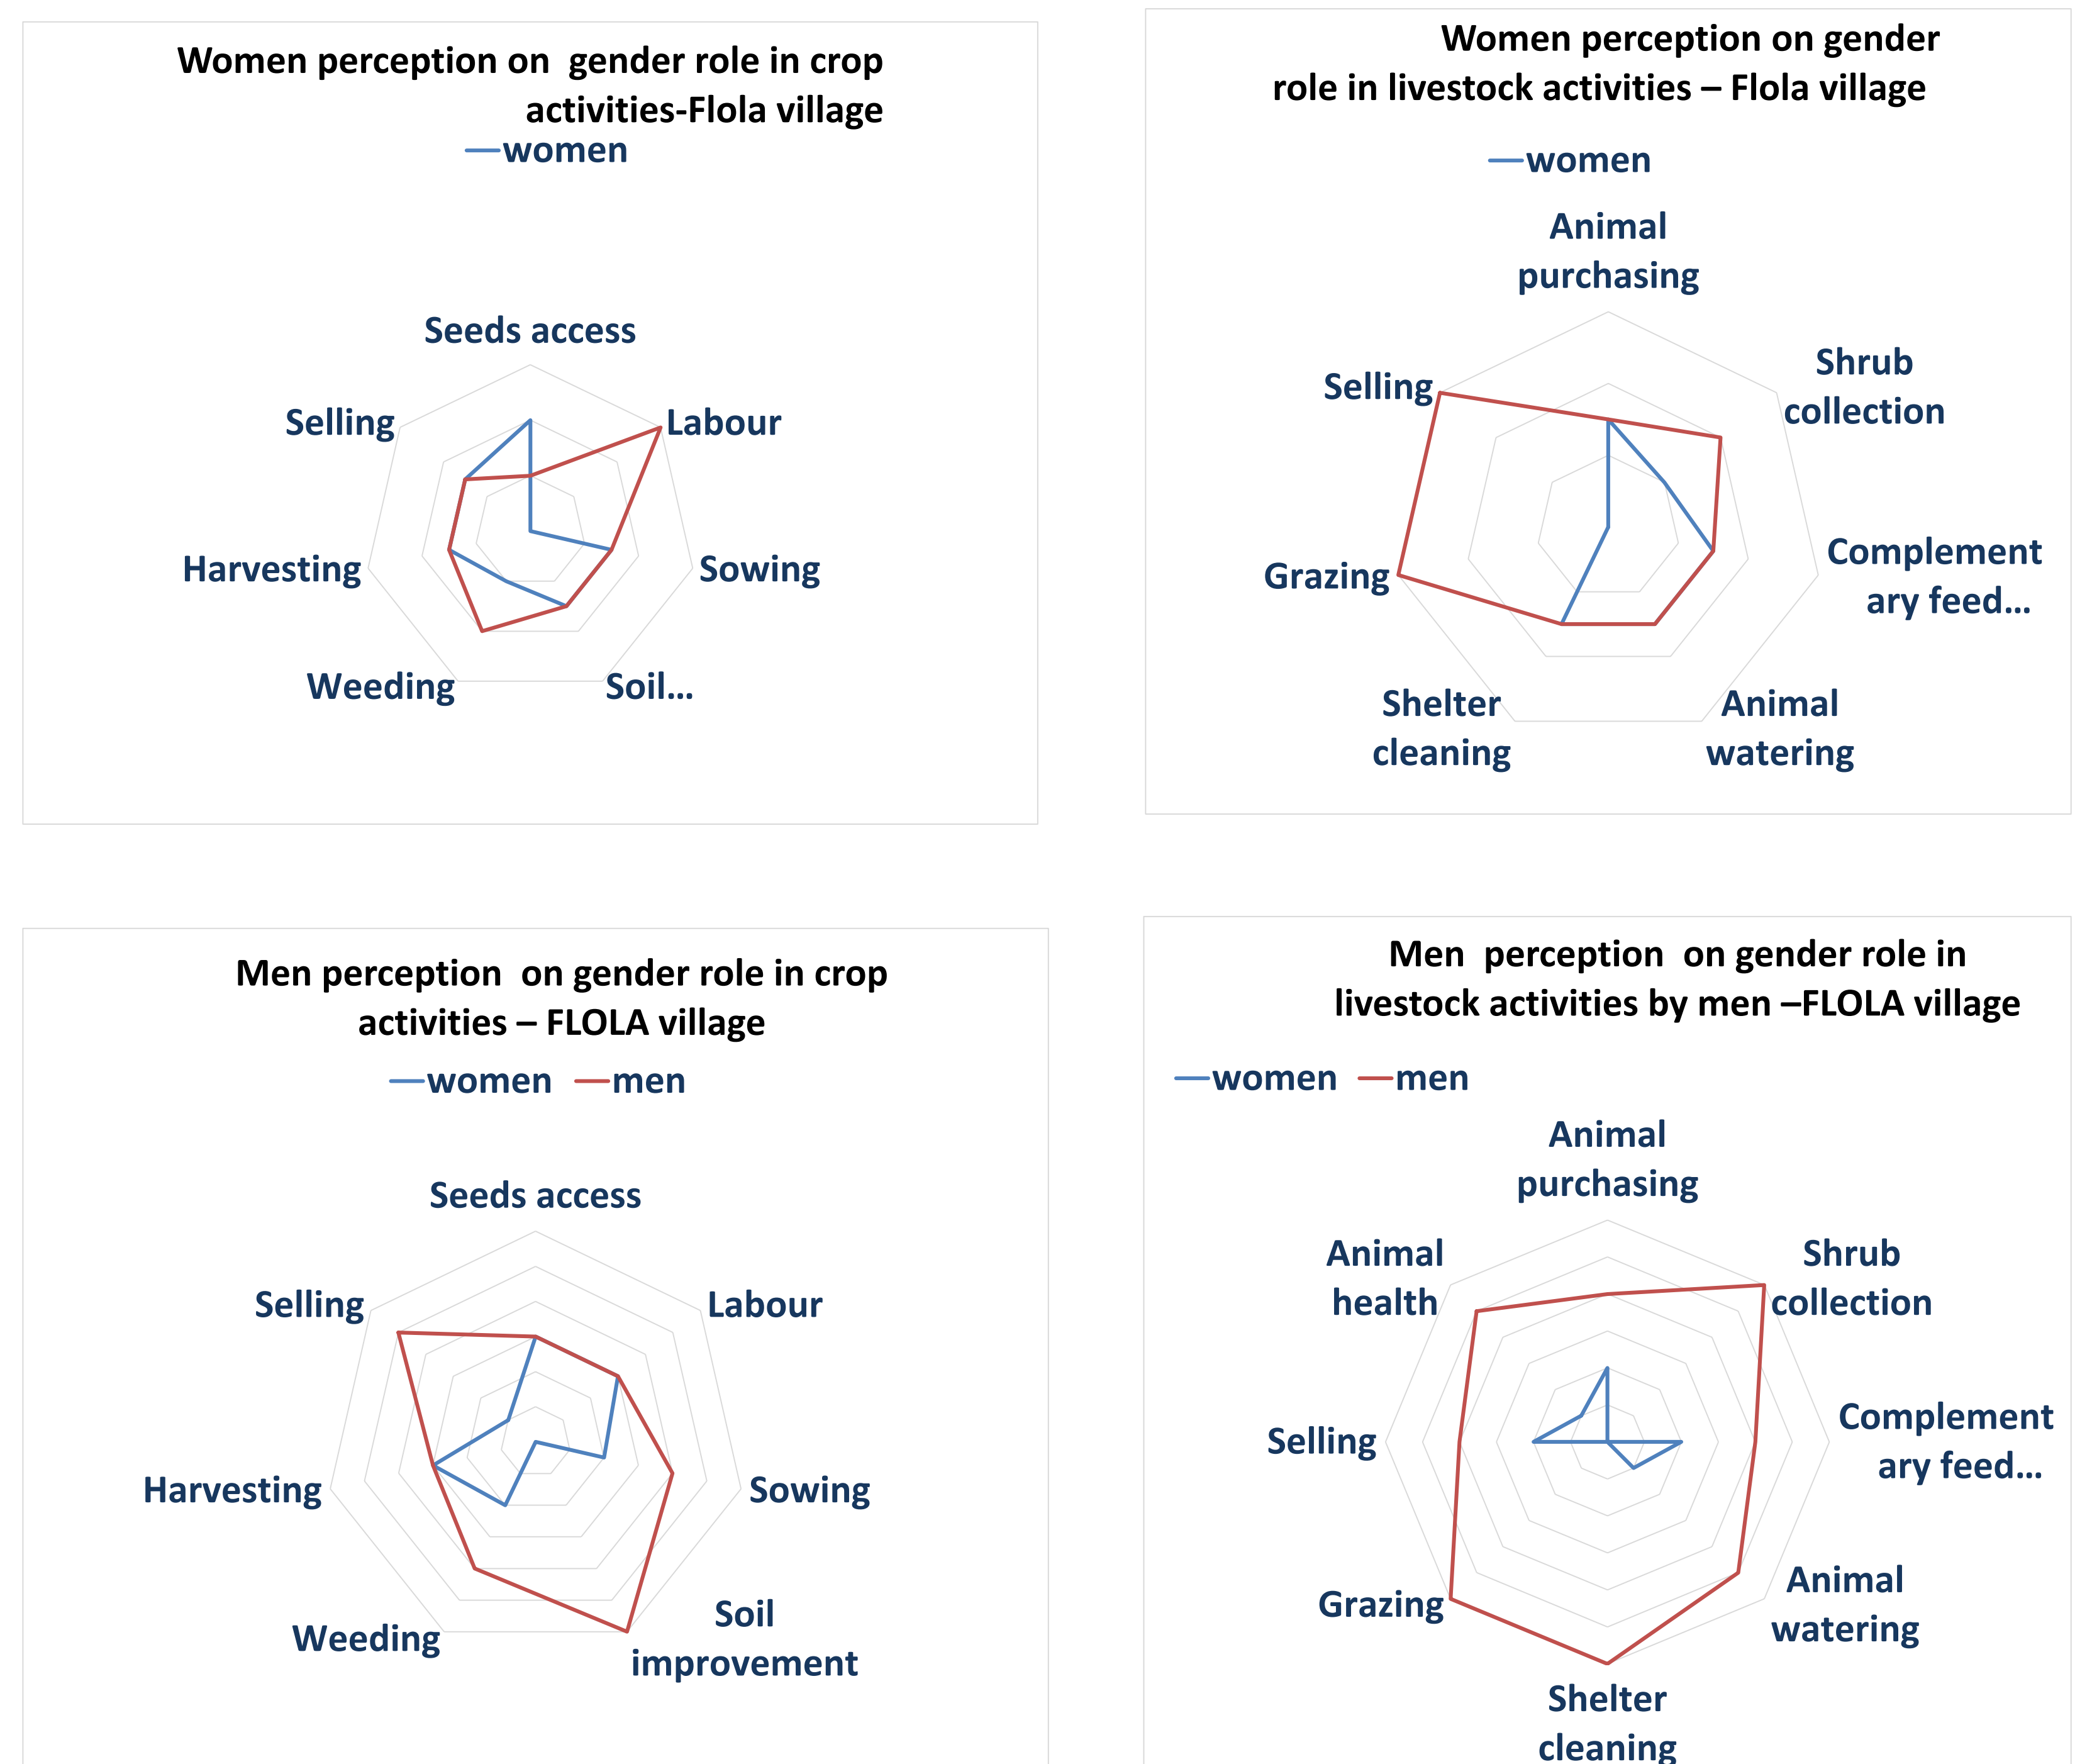 Women perception on  gender role in crop
activities-Flola village
women
Seeds access
Labour
Sowing
Soil...
Weeding
Harvesting
Selling
Women perception on gender
role in livestock activities – Flola village
women
Animal
purchasing
Shrub
collection
Complement
ary feed...
Animal
watering
Shelter
cleaning
Grazing
Selling
Men perception  on gender role in crop
activities – FLOLA village
women men
Seeds access
Labour
Sowing
Soil
improvement
Weeding
Harvesting
Selling
Men  perception  on gender role in
livestock activities by men –FLOLA village
women men
Animal
purchasing
Shrub
collection
Complement
ary feed...
Animal
watering
Shelter
cleaning
Grazing
Selling
Animal
health